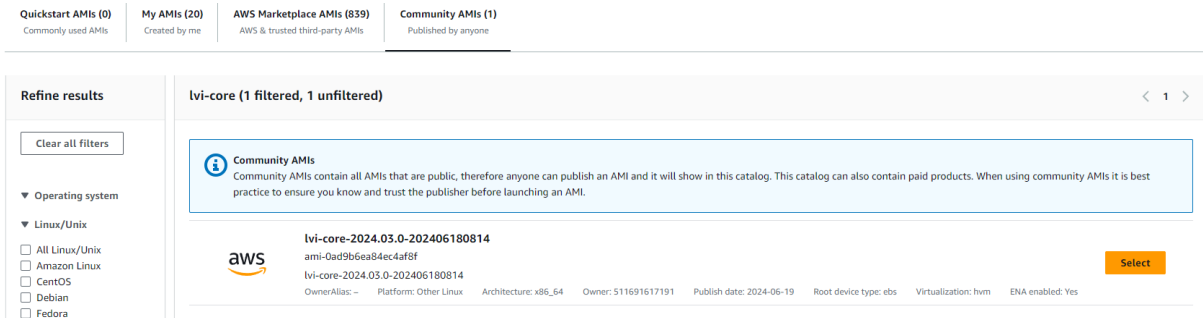 Quickstart AMIs (0)
Commonly used AMIs
My AMIs (20)
Created by me
AWS Marketplace AMIs (839)
AWS & trusted third-party AMIs
Community AMIs (1)
Published by anyone
Refine results
Clear all filters
Operating system
Linux/Unix
All Linux/Unix
Amazon Linux
CentOS
Debian
Fedora
lvi-core (1 filtered, 1 unfiltered)
1
Community AMIs
Community AMIs contain all AMIs that are public, therefore anyone can publish an AMI and it will show in this catalog. This catalog can also contain paid products. When using community AMIs it is best
practice to ensure you know and trust the publisher before launching an AMI.
aws
lvi-core-2024.03.0-202406180814
ami-0ad9b6ea84ec4af8f
lvi-core-2024.03.0-202406180814
OwnerAlias: – Platform: Other Linux Architecture: x86_64 Owner: 511691617191 Publish date: 2024-06-19 Root device type: ebs Virtualization: hvm ENA enabled: Yes
Select